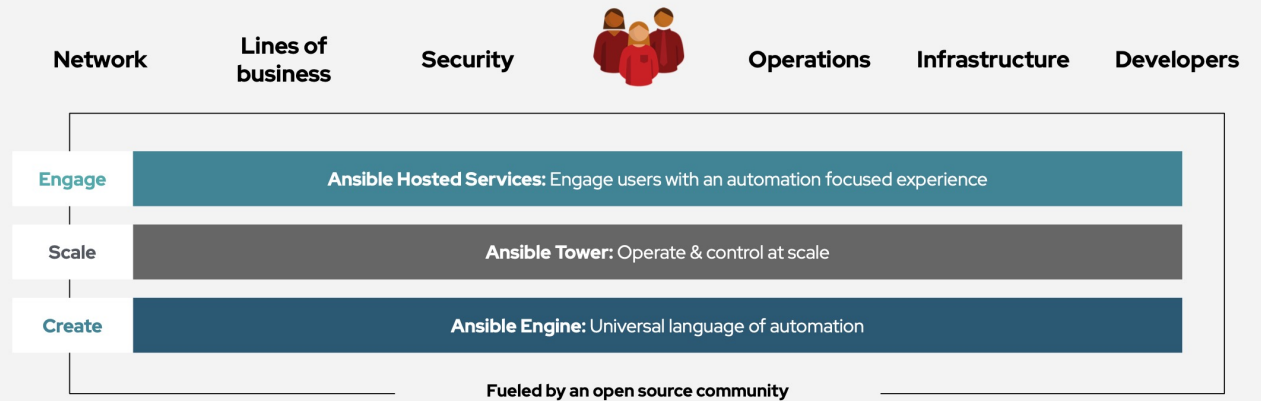 Network
Lines of
business
Security
Operations
Infrastructure
Developers
Engage
Ansible Hosted Services: Engage users with an automation focused experience
Scale
Ansible Tower: Operate & control at scale
Create
Ansible Engine: Universal language of automation
Fueled by an open source community